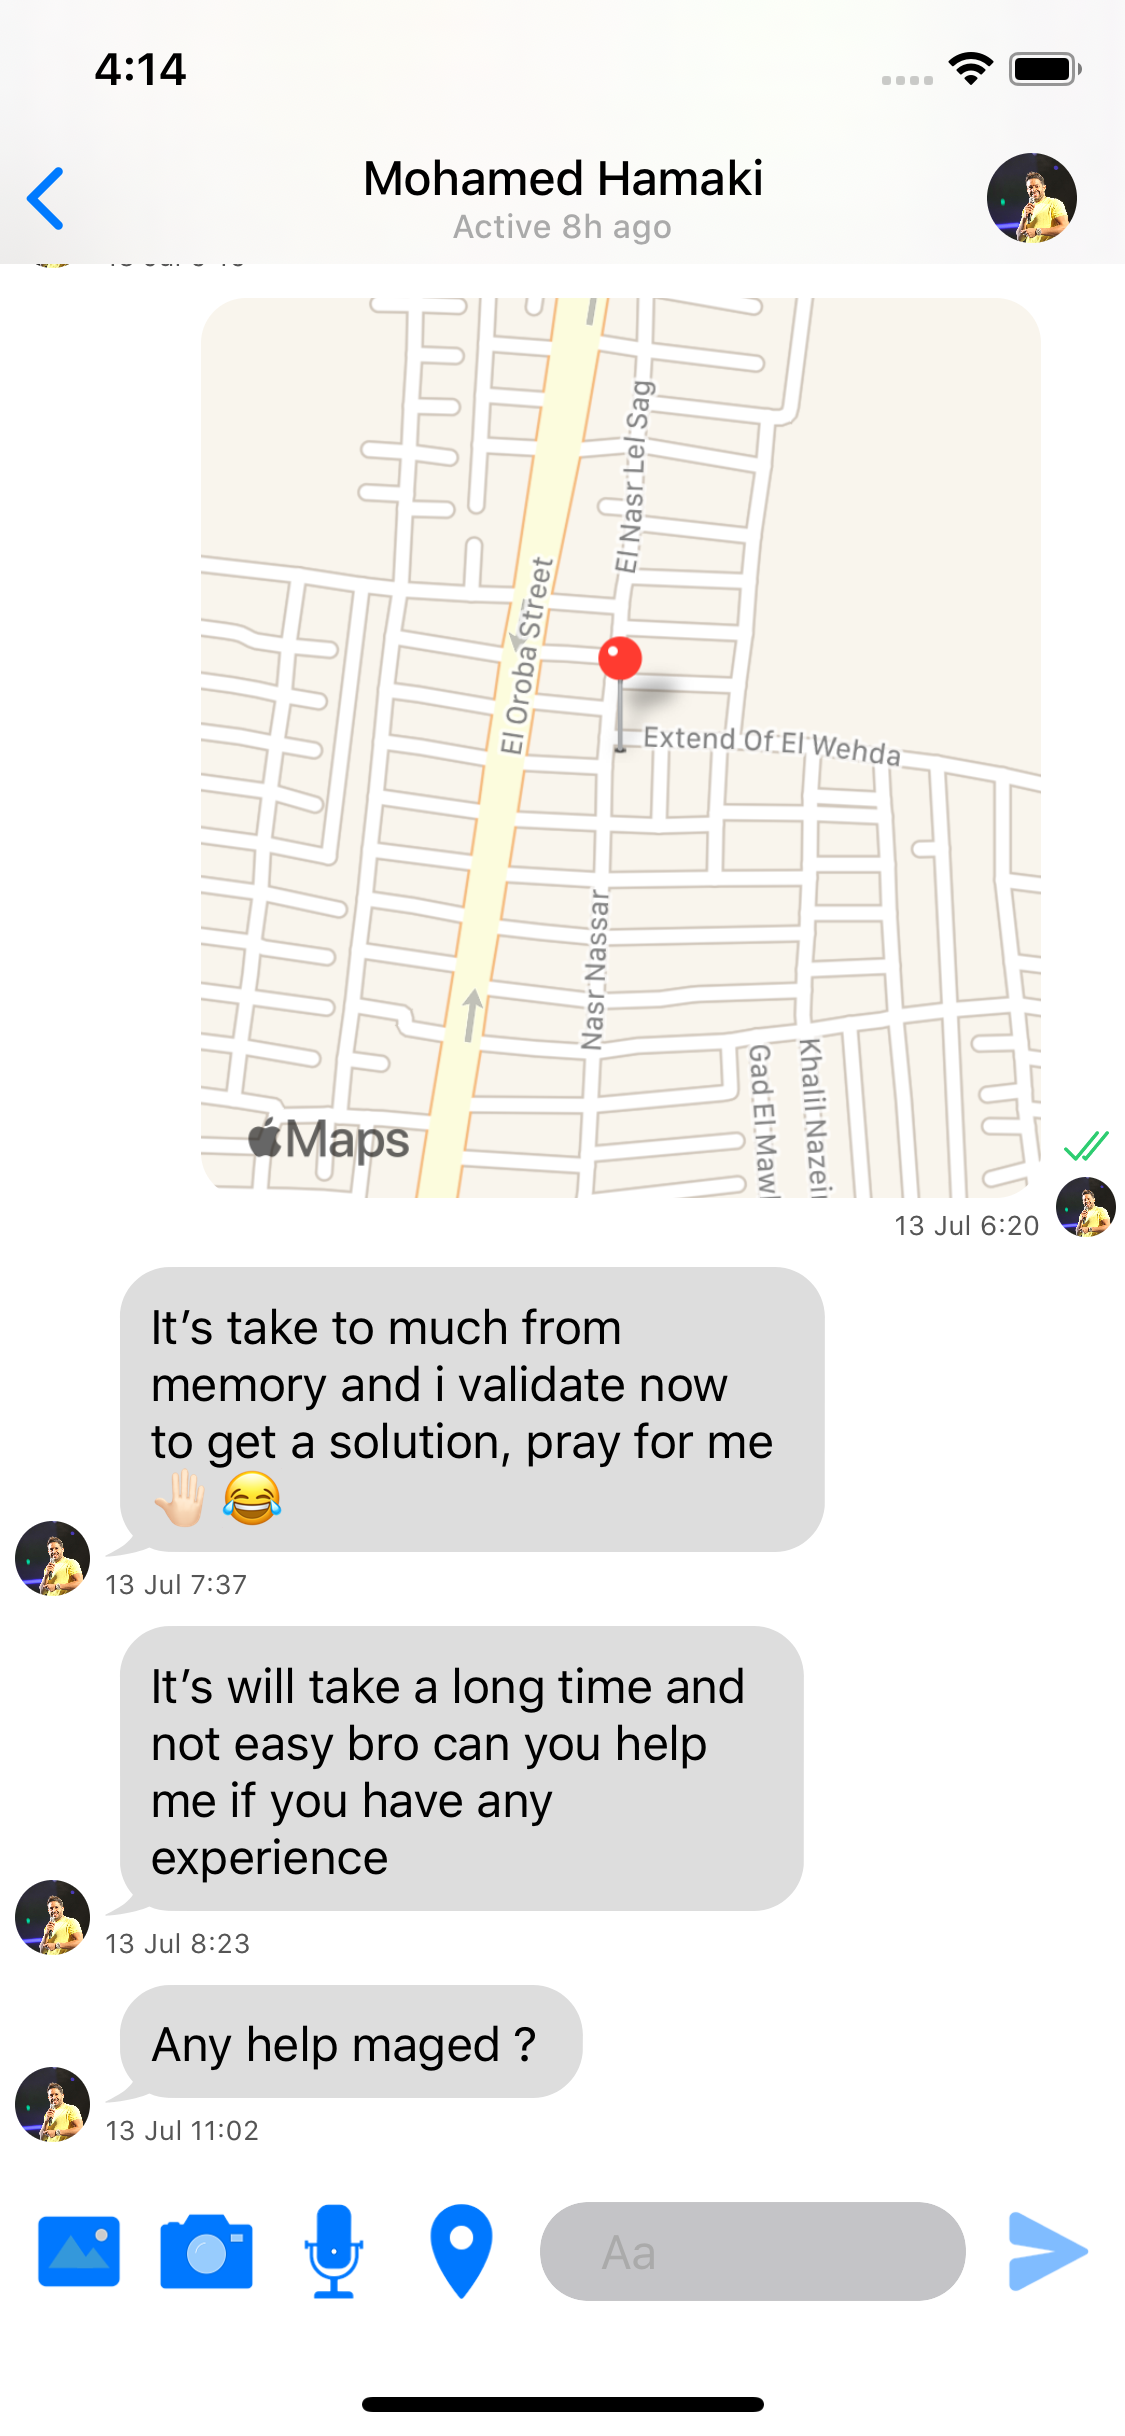 4:14
Mohamed Hamaki
Active 8h ago
El Nasr Lel Sag
El Oroba Street
Extend Of El Wehda
Nasr Nassar
Gad El Mawl
Khalil Nazei
Maps
13 Jul 6:20
It's take to much from
memory and i validate now
to get a solution, pray for me
🤚🏻 😂
13 Jul 7:37
It's will take a long time and
not easy bro can you help
me if you have any
experience
13 Jul 8:23
Any help maged ?
13 Jul 11:02
Aa